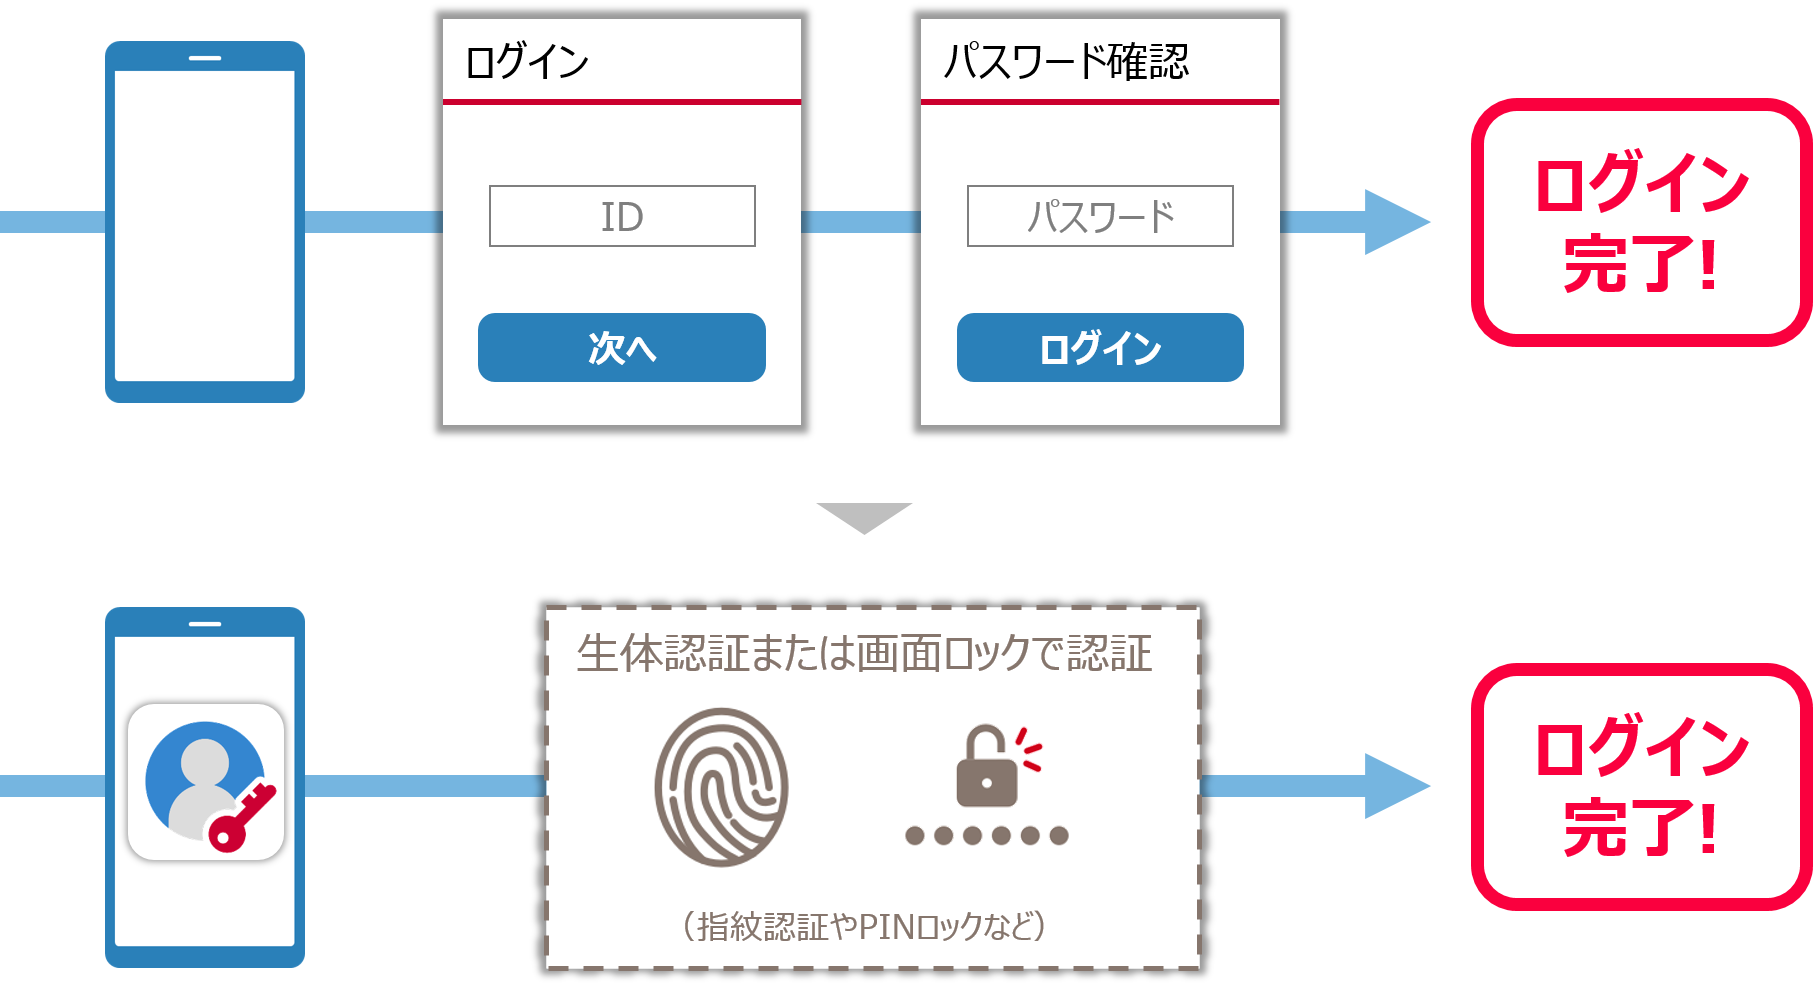 ログイン
ID
次へ
パスワード確認
パスワード
ログイン
ログイン
完了!
生体認証または画面ロックで認証
（指紋認証やPINロックなど）
ログイン
完了!